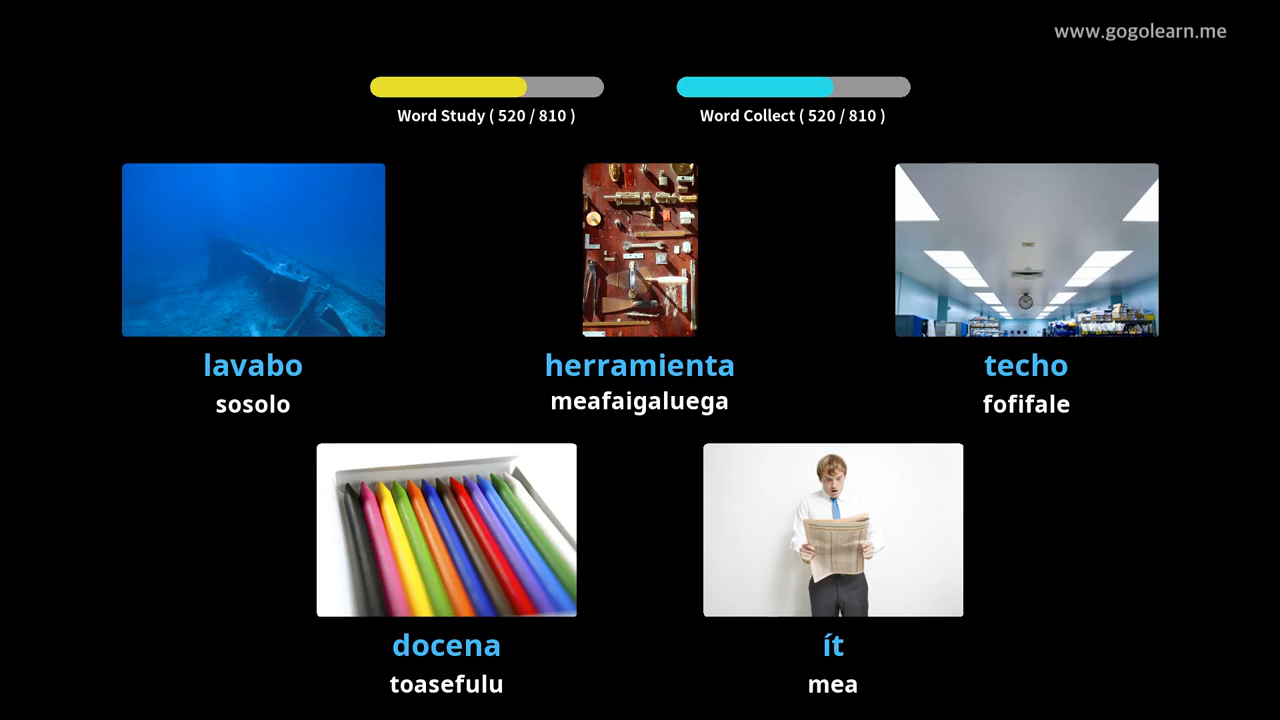 www.gogolearn.me
Word Study ( 520 / 810 )
Word Collect ( 520 / 810 )
lavabo
sosolo
herramienta
meafaigaluega
techo
fofifale
docena
toasefulu
ít
mea